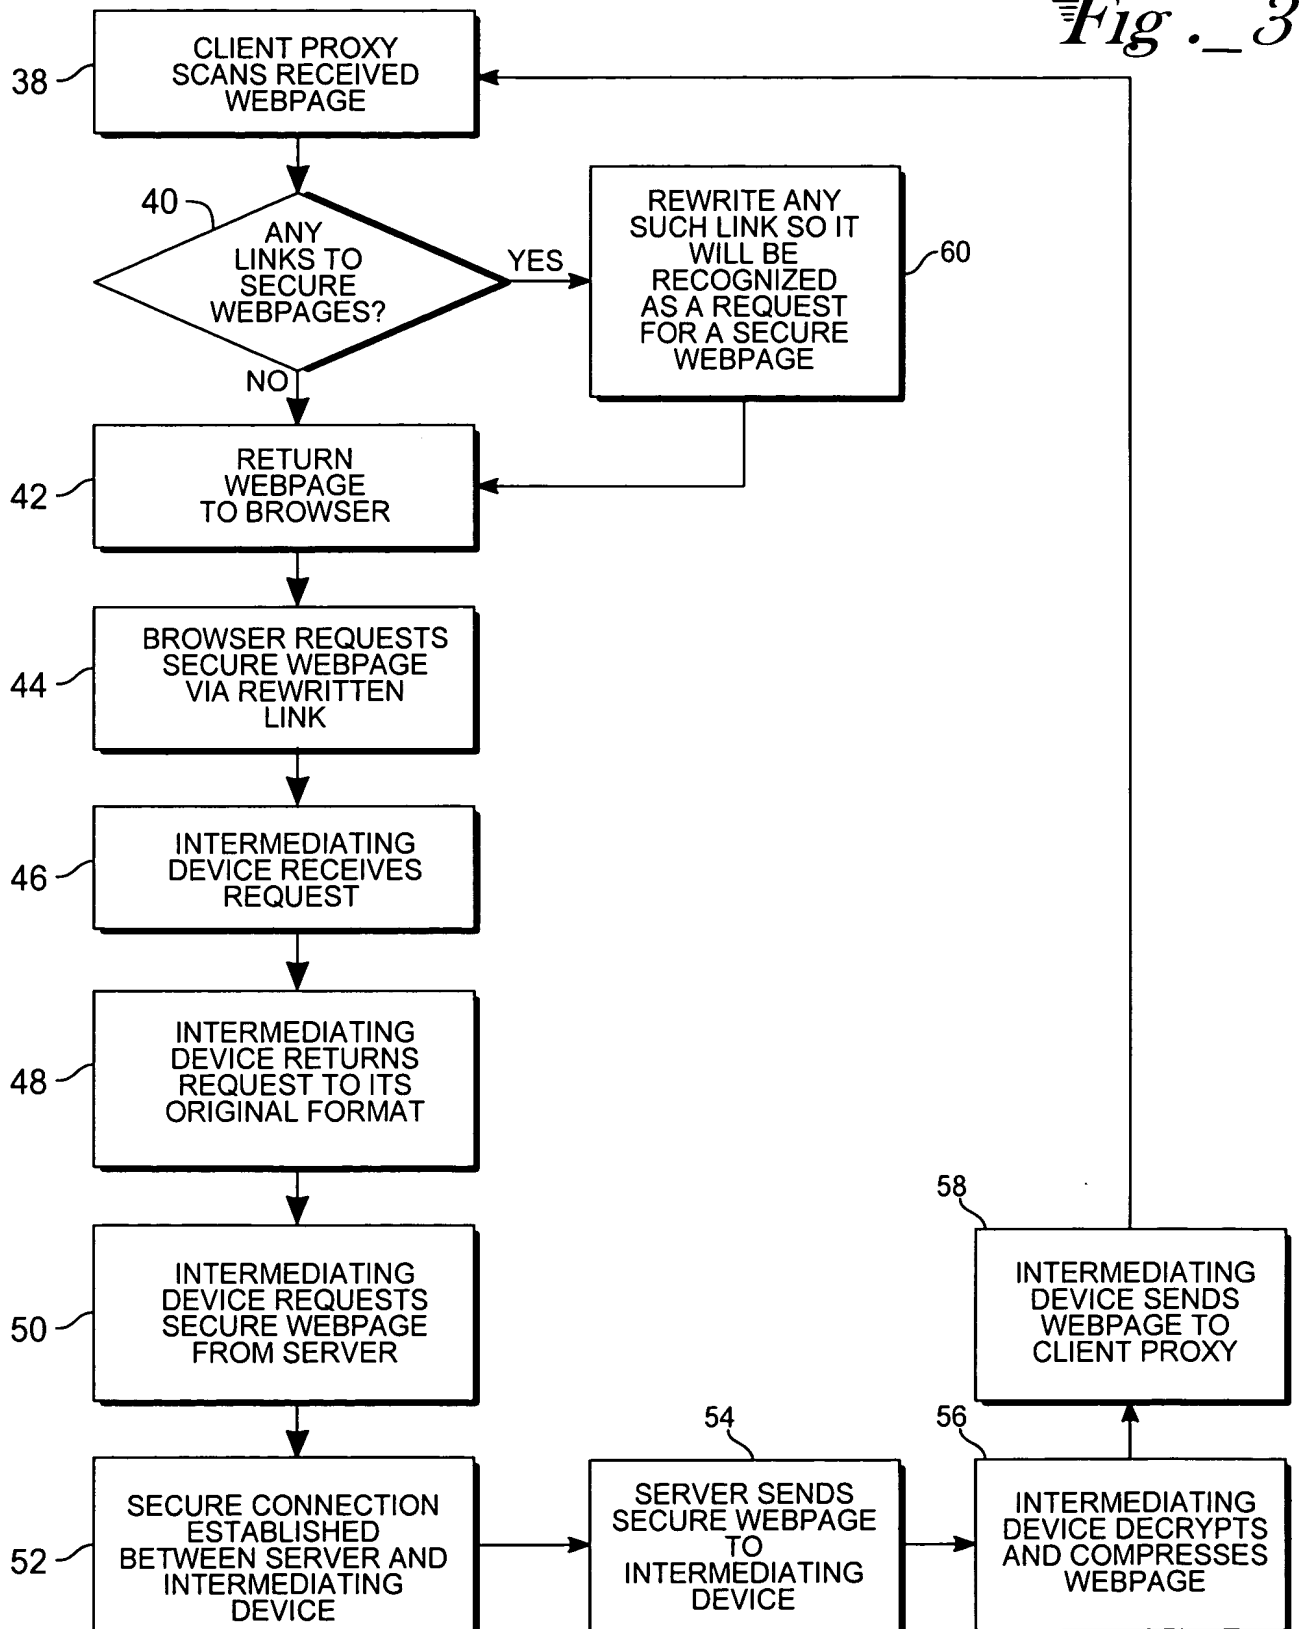 Fig._3
CLIENT PROXY
SCANS RECEIVED
WEBPAGE
38
40
ANY
LINKS TO
SECURE
WEBPAGES?
YES
NO
REWRITE ANY
SUCH LINK SO IT
WILL BE
RECOGNIZED
AS A REQUEST
FOR A SECURE
WEBPAGE
60
RETURN
WEBPAGE
TO BROWSER
42
BROWSER REQUESTS
SECURE WEBPAGE
VIA REWRITTEN
LINK
44
INTERMEDIATING
DEVICE RECEIVES
REQUEST
46
INTERMEDIATING
DEVICE RETURNS
REQUEST TO ITS
ORIGINAL FORMAT
48
INTERMEDIATING
DEVICE REQUESTS
SECURE WEBPAGE
FROM SERVER
50
SECURE CONNECTION
ESTABLISHED
BETWEEN SERVER AND
INTERMEDIATING
DEVICE
52
54
SERVER SENDS
SECURE WEBPAGE
TO
INTERMEDIATING
DEVICE
56
INTERMEDIATING
DEVICE DECRYPTS
AND COMPRESSES
WEBPAGE
58
INTERMEDIATING
DEVICE SENDS
WEBPAGE TO
CLIENT PROXY